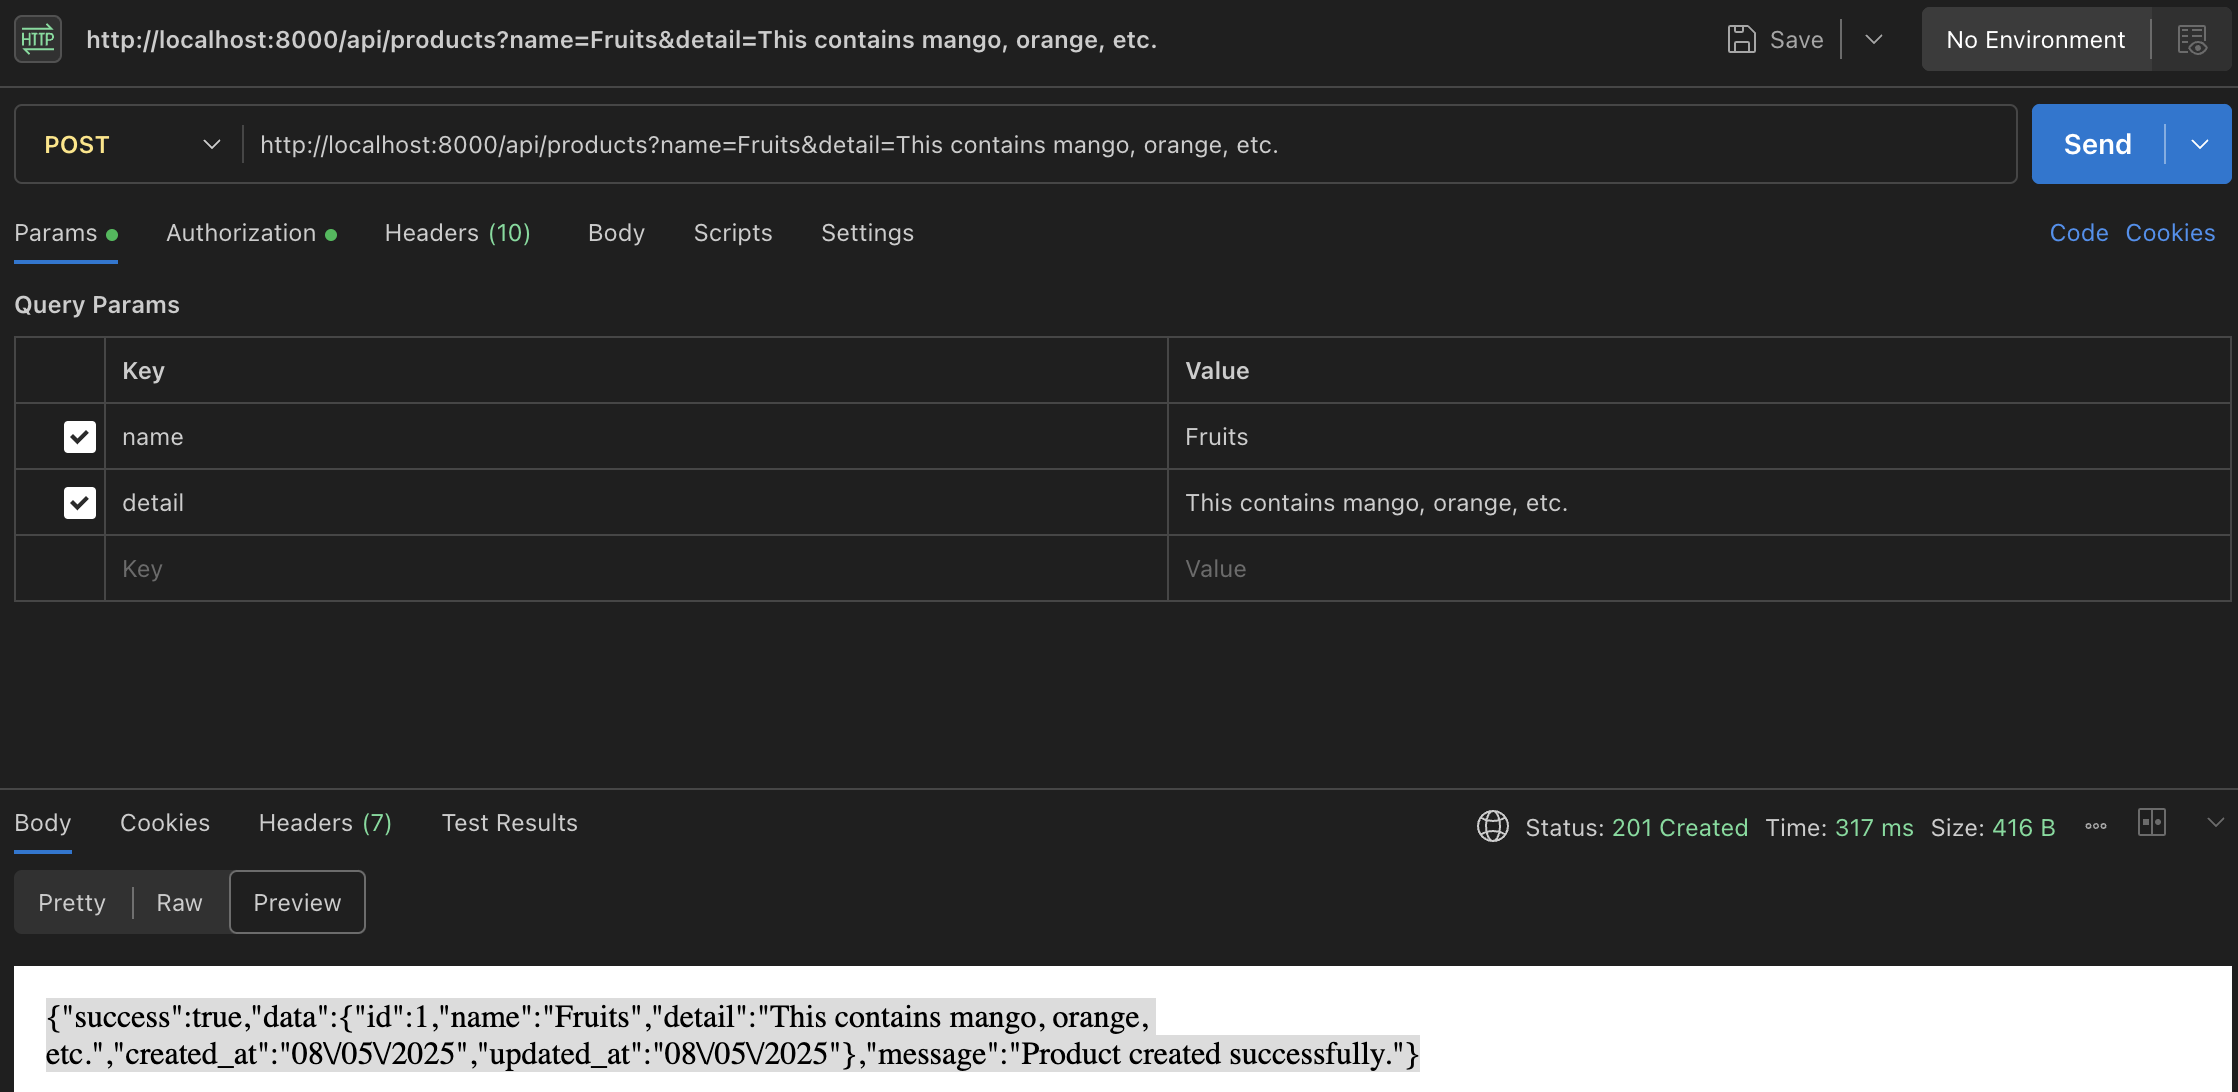 HTTP http://localhost:8000/api/products?name=Fruits&detail=This contains mango, orange, etc. Save No Environment
POST http://localhost:8000/api/products?name=Fruits&detail=This contains mango, orange, etc. Send
Params Authorization Headers (10) Body Scripts Settings Code Cookies
Query Params
Key Value
name Fruits
detail This contains mango, orange, etc.
Key Value
Body Cookies Headers (7) Test Results Status: 201 Created Time: 317 ms Size: 416 B
Pretty Raw Preview
{"success":true,"data":{"id":1,"name":"Fruits","detail":"This contains mango, orange,
etc.","created_at":"08\/05\/2025","updated_at":"08\/05\/2025"},"message":"Product created successfully."}